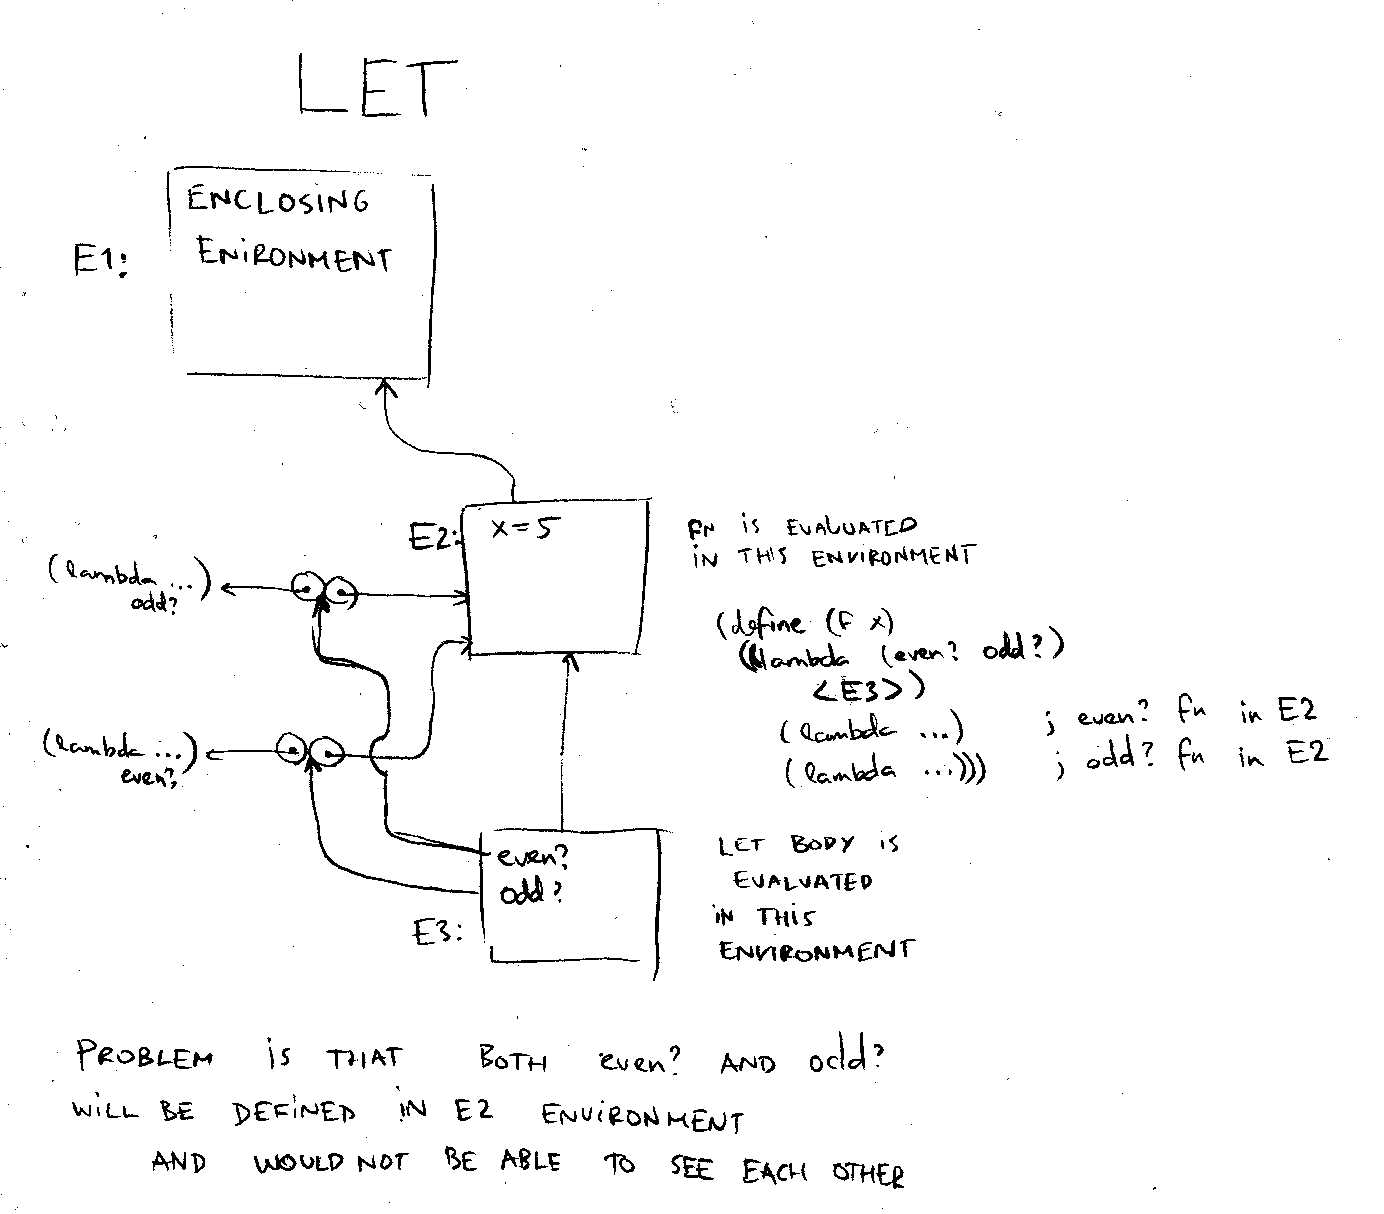 LET
ENCLOSING
ENIRONMENT
E1:
E2:
x = 5
FN IS EVALUATED
IN THIS ENVIRONMENT
(lambda ...)
odd?
(define (F x)
((lambda (even? odd?)
<E3>)
(lambda ...) ; even? fn in E2
(lambda ...))) ; odd? fn in E2
(lambda ...)
even?
even?
odd?
E3:
LET BODY IS
EVALUATED
IN THIS
ENVIRONMENT
PROBLEM IS THAT BOTH even? AND odd?
WILL BE DEFINED IN E2 ENVIRONMENT
AND WOULD NOT BE ABLE TO SEE EACH OTHER